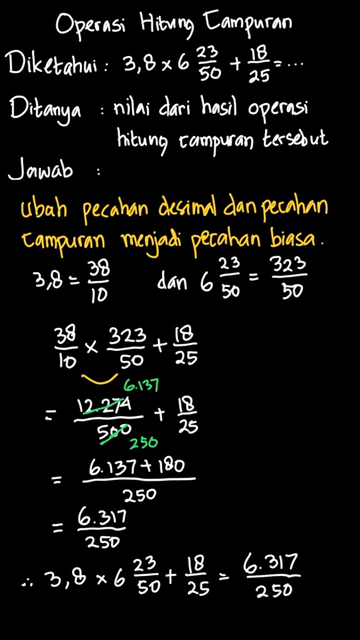 Operasi Hitung Campuran
Diketahui : 3,8 × 6 23/50 + 18/25 = ...
Ditanya : nilai dari hasil operasi
hitung campuran tersebut
Jawab :
Ubah pecahan desimal dan pecahan
campuran menjadi pecahan biasa.
3,8 = 38/10 dan 6 23/50 = 323/50
38/10 × 323/50 + 18/25
6.137
= 12.274/500 + 18/25
250
= 6.137 + 180/250
= 6.317/250
∴ 3,8 × 6 23/50 + 18/25 = 6.317/250